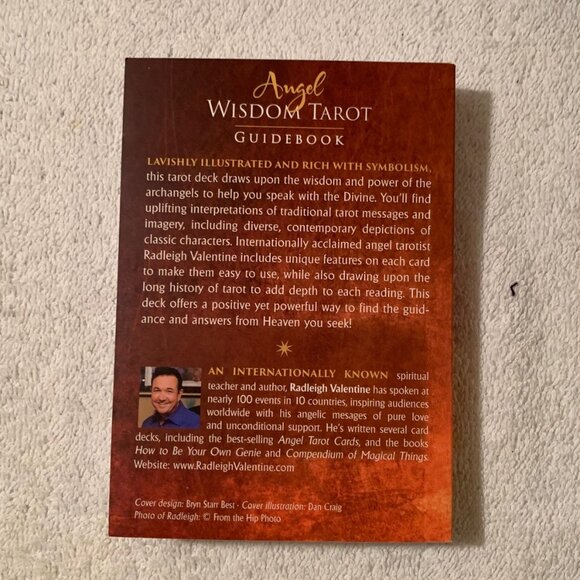 Angel
WISDOM TAROT
GUIDEBOOK
LAVISHLY ILLUSTRATED AND RICH WITH SYMBOLISM,
this tarot deck draws upon the wisdom and power of the
archangels to help you speak with the Divine. You'll find
uplifting interpretations of traditional tarot messages and
imagery, including diverse, contemporary depictions of
classic characters. Internationally acclaimed angel tarotist
Radleigh Valentine includes unique features on each card
to make them easy to use, while also drawing upon the
long history of tarot to add depth to each reading. This
deck offers a positive yet powerful way to find the guid-
ance and answers from Heaven you seek!
AN INTERNATIONALLY KNOWN spiritual
teacher and author, Radleigh Valentine has spoken at
nearly 100 events in 10 countries, inspiring audiences
worldwide with his angelic mesages of pure love
and unconditional support. He's written several card
decks, including the best-selling Angel Tarot Cards, and the books
How to Be Your Own Genie and Compendium of Magical Things.
Website: www.RadleighValentine.com
Cover design: Bryn Starr Best • Cover illustration: Dan Craig
Photo of Radleigh: © From the Hip Photo